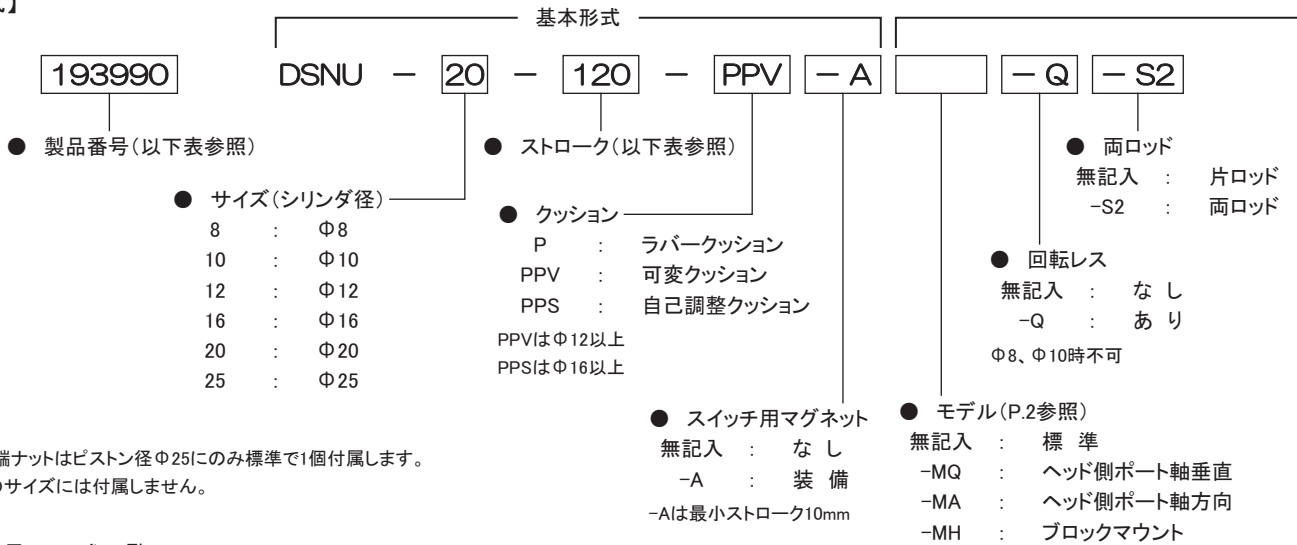 基本形式
193990 DSNU - 20 - 120 - PPV -A -Q -S2
● 製品番号(以下表参照)
● サイズ(シリンダ径)
8 : Φ8
10 : Φ10
12 : Φ12
16 : Φ16
20 : Φ20
25 : Φ25
● ストローク(以下表参照)
● クッション
P : ラバークッション
PPV : 可変クッション
PPS : 自己調整クッション
PPVはΦ12以上
PPSはΦ16以上
● 両ロッド
無記入 : 片ロッド
-S2 : 両ロッド
● 回転レス
無記入 : な し
-Q : あ り
Φ8、Φ10時不可
● スイッチ用マグネット
無記入 : な し
-A : 装 備
-Aは最小ストローク10mm
● モデル(P.2参照)
無記入 : 標 準
-MQ : ヘッド側ポート軸垂直
-MA : ヘッド側ポート軸方向
-MH : ブロックマウント
端ナットはピストン径Φ25にのみ標準で1個付属します。
のサイズには付属しません。